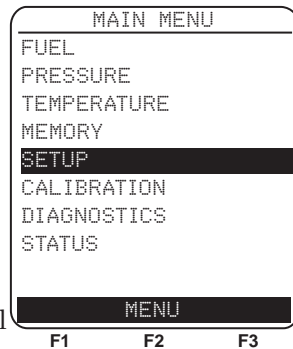 MAIN MENU
FUEL
PRESSURE
TEMPERATURE
MEMORY
SETUP
CALIBRATION
DIAGNOSTICS
STATUS
MENU
l
F1 F2 F3